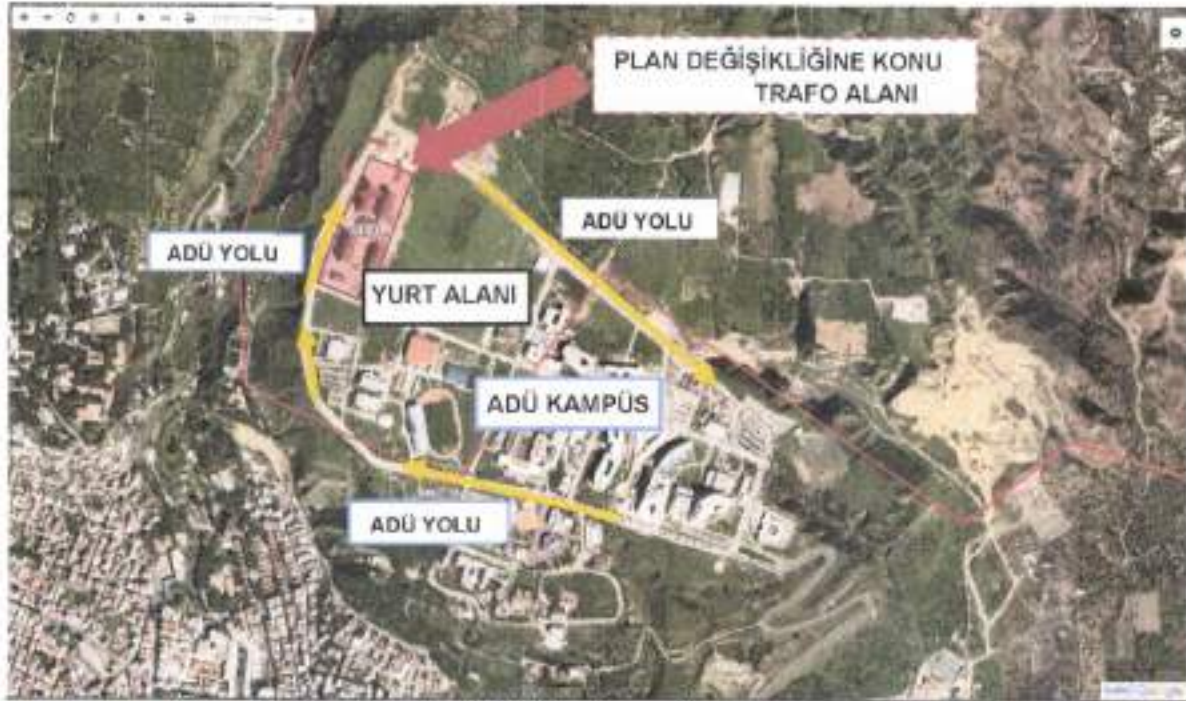 PLAN DEĞİŞİKLİĞİNE KONU
TRAFO ALANI
ADÜ YOLU
ADÜ YOLU
YURT ALANI
ADÜ KAMPÜS
ADÜ YOLU